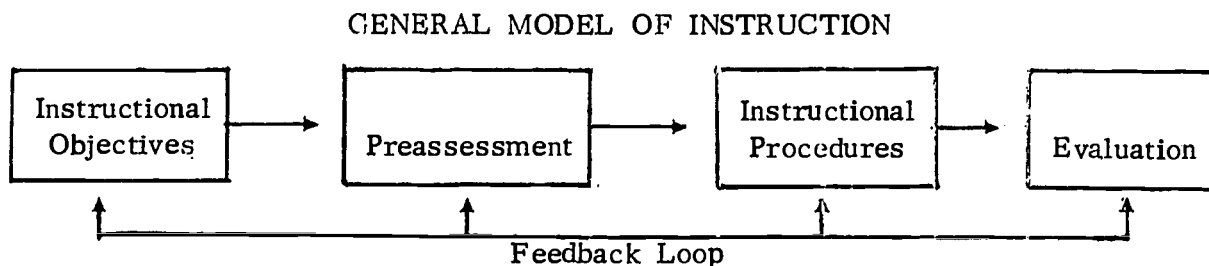 GENERAL MODEL OF INSTRUCTION
Instructional
Objectives
Preassessment
Instructional
Procedures
Evaluation
Feedback Loop